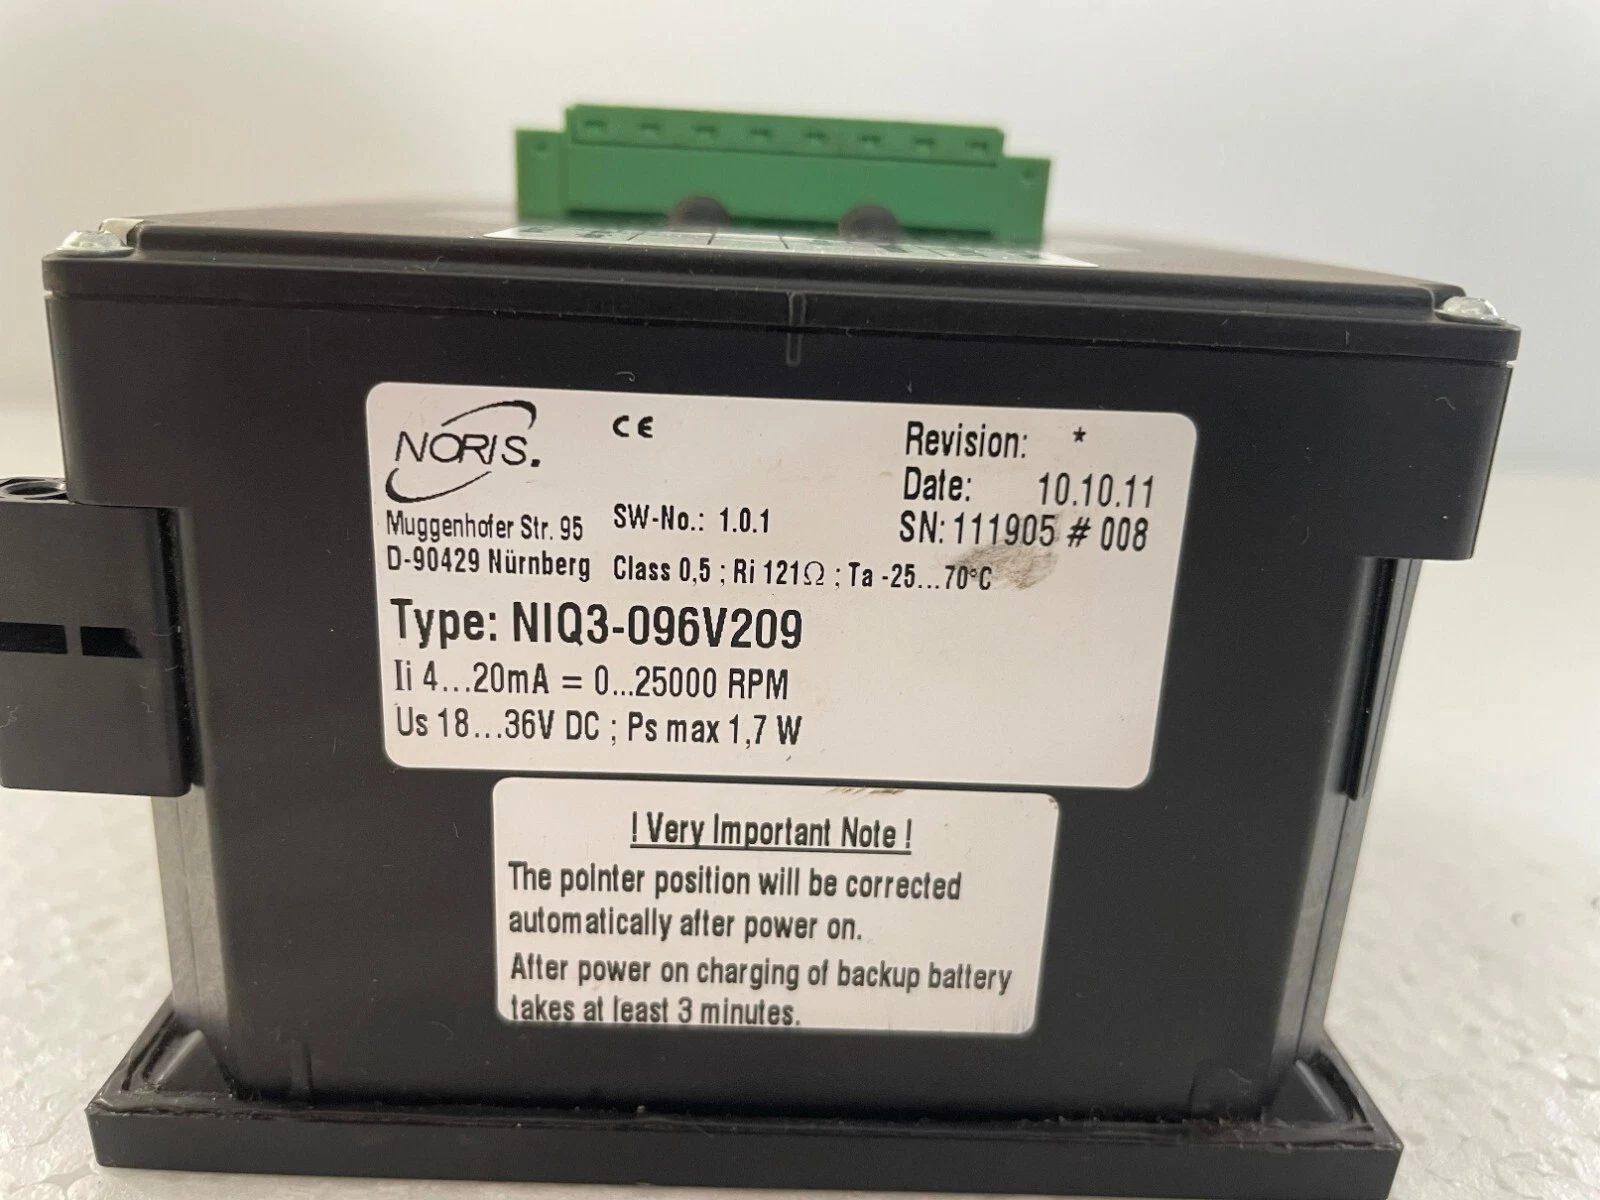 NORIS.
CE
Revision: *
Date: 10.10.11
SN: 111905 # 008
Muggenhofer Str. 95
D-90429 Nürnberg
SW-No.: 1.0.1
Class 0,5 ; Ri 121Ω ; Ta -25...70°C
Type: NIQ3-096V209
Ii 4...20mA = 0...25000 RPM
Us 18...36V DC ; Ps max 1,7 W
! Very Important Note !
The pointer position will be corrected
automatically after power on.
After power on charging of backup battery
takes at least 3 minutes.